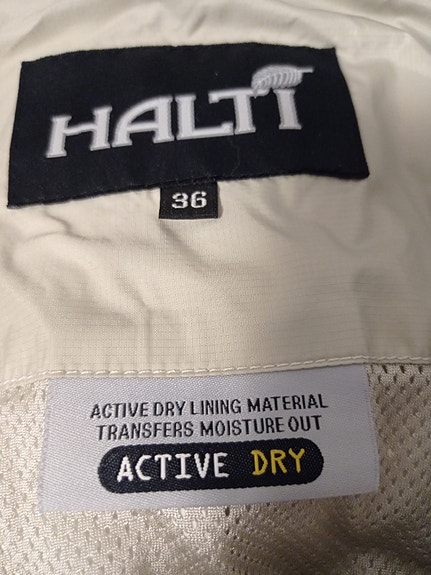 HALTI
36
ACTIVE DRY LINING MATERIAL
TRANSFERS MOISTURE OUT
ACTIVE DRY